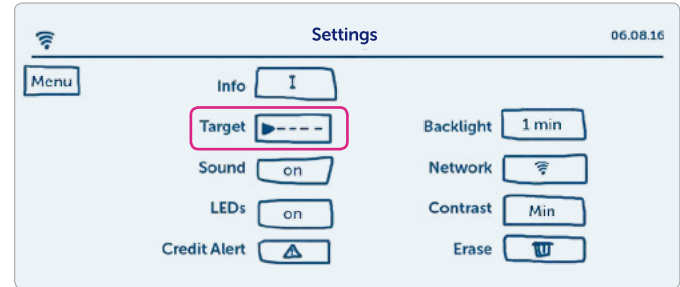 Settings 06.08.16
Menu
Info I
Target ▶---- Backlight 1 min
Sound on Network
LEDs on Contrast Min
Credit Alert Erase